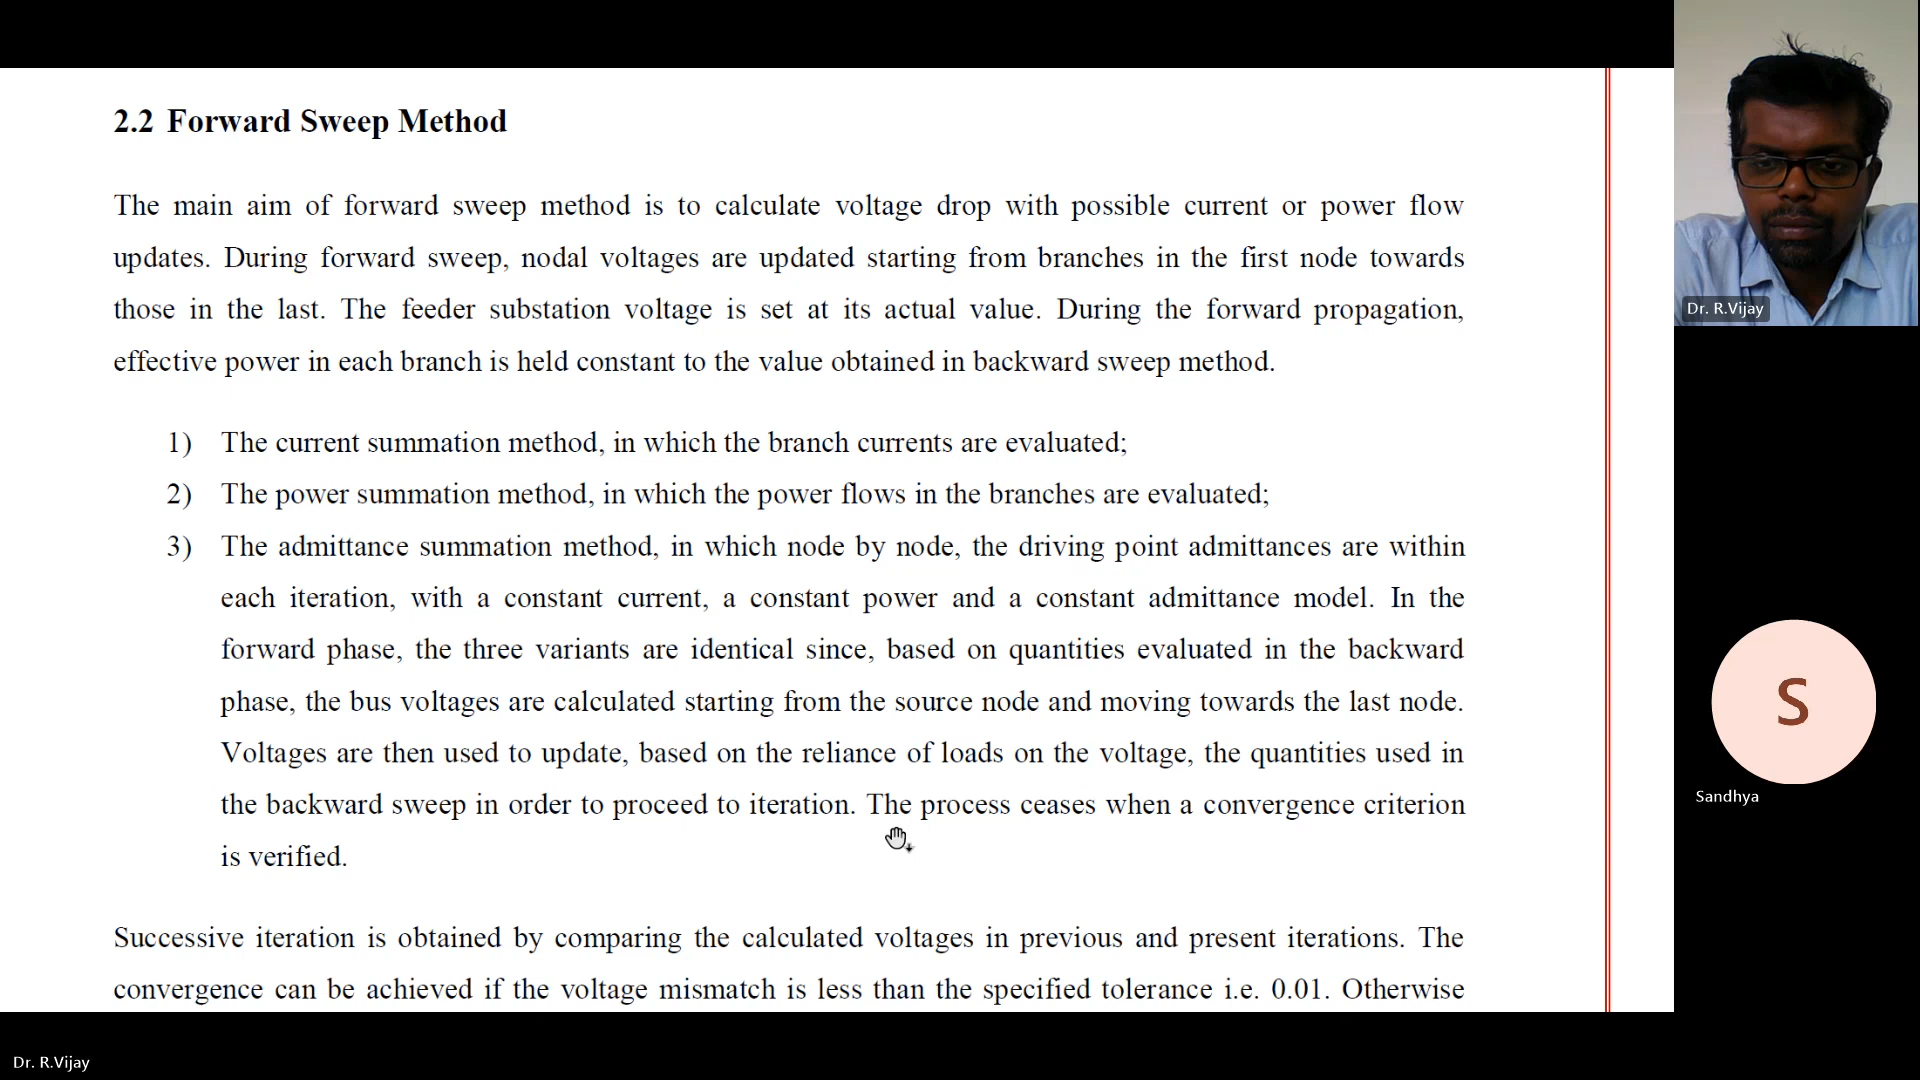 2.2 Forward Sweep Method
The main aim of forward sweep method is to calculate voltage drop with possible current or power flow
updates. During forward sweep, nodal voltages are updated starting from branches in the first node towards
those in the last. The feeder substation voltage is set at its actual value. During the forward propagation,
effective power in each branch is held constant to the value obtained in backward sweep method.
1) The current summation method, in which the branch currents are evaluated;
2) The power summation method, in which the power flows in the branches are evaluated;
3) The admittance summation method, in which node by node, the driving point admittances are within
each iteration, with a constant current, a constant power and a constant admittance model. In the
forward phase, the three variants are identical since, based on quantities evaluated in the backward
phase, the bus voltages are calculated starting from the source node and moving towards the last node.
Voltages are then used to update, based on the reliance of loads on the voltage, the quantities used in
the backward sweep in order to proceed to iteration. The process ceases when a convergence criterion
is verified.
Successive iteration is obtained by comparing the calculated voltages in previous and present iterations. The
convergence can be achieved if the voltage mismatch is less than the specified tolerance i.e. 0.01. Otherwise
Dr. R.Vijay
S
Sandhya
Dr. R.Vijay